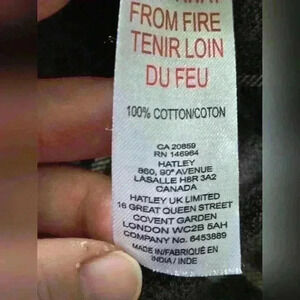 FROM FIRE
TENIR LOIN
DU FEU
100% COTTON/COTON
CA 20859
RN 146964
HATLEY
860, 90e AVENUE
LASALLE H8R 3A2
CANADA
HATLEY UK LIMITED
16 GREAT QUEEN STREET
COVENT GARDEN
LONDON WC2B 5AH
COMPANY No. 6453889
MADE IN/FABRIQUÉ EN
INDIA / INDE